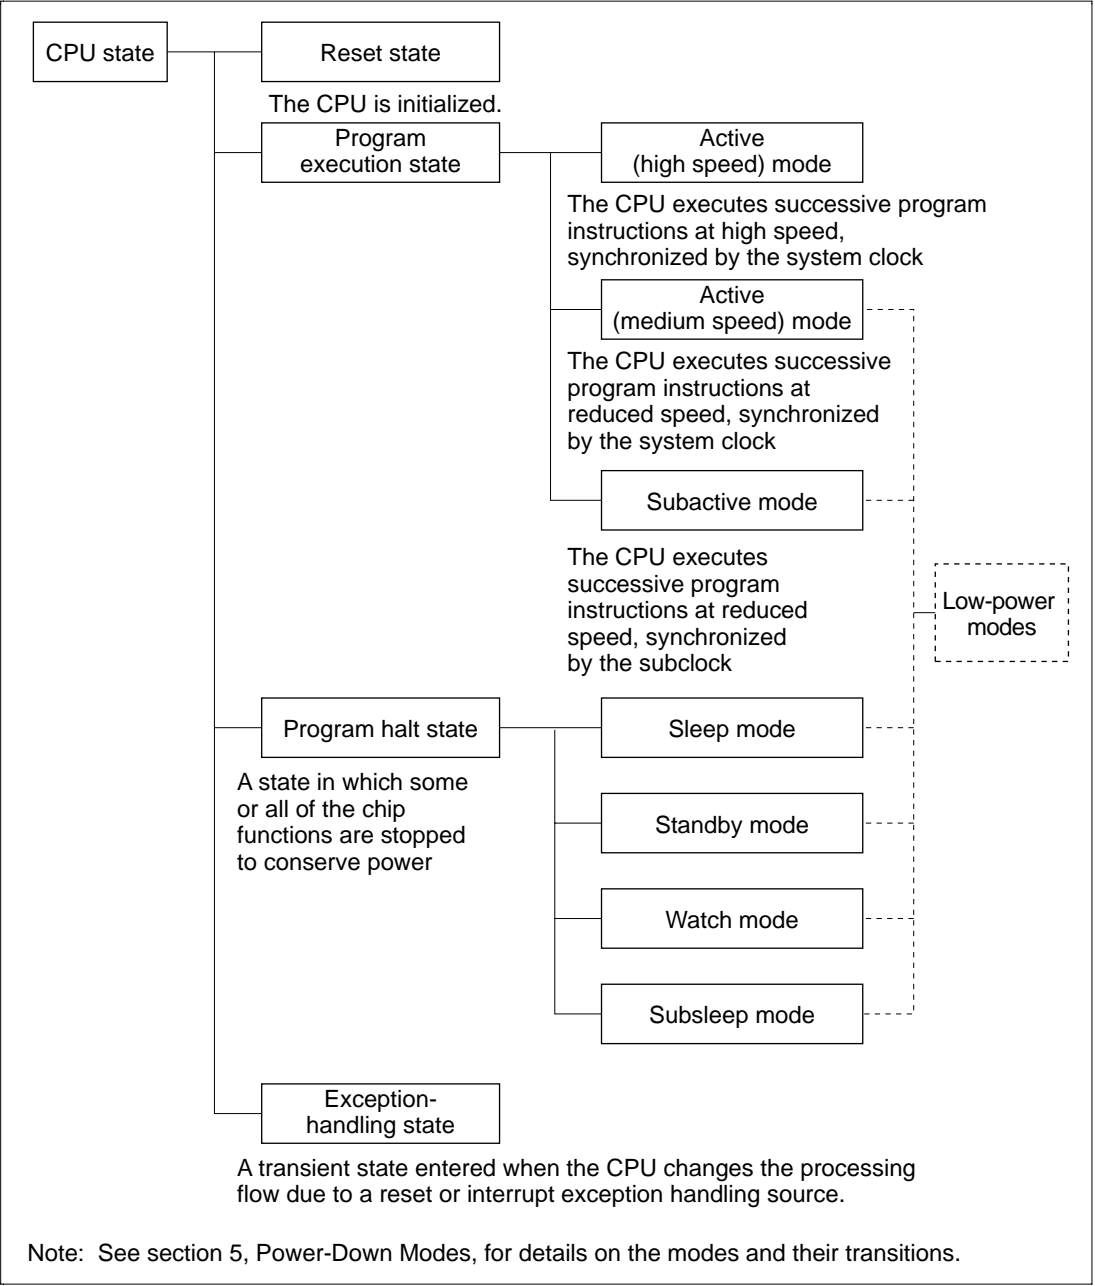 CPU state
Reset state
The CPU is initialized.
Program
execution state
Active
(high speed) mode
The CPU executes successive program
instructions at high speed,
synchronized by the system clock
Active
(medium speed) mode
The CPU executes successive
program instructions at
reduced speed, synchronized
by the system clock
Subactive mode
The CPU executes
successive program
instructions at reduced
speed, synchronized
by the subclock
Low-power
modes
Program halt state
A state in which some
or all of the chip
functions are stopped
to conserve power
Sleep mode
Standby mode
Watch mode
Subsleep mode
Exception-
handling state
A transient state entered when the CPU changes the processing
flow due to a reset or interrupt exception handling source.
Note: See section 5, Power-Down Modes, for details on the modes and their transitions.